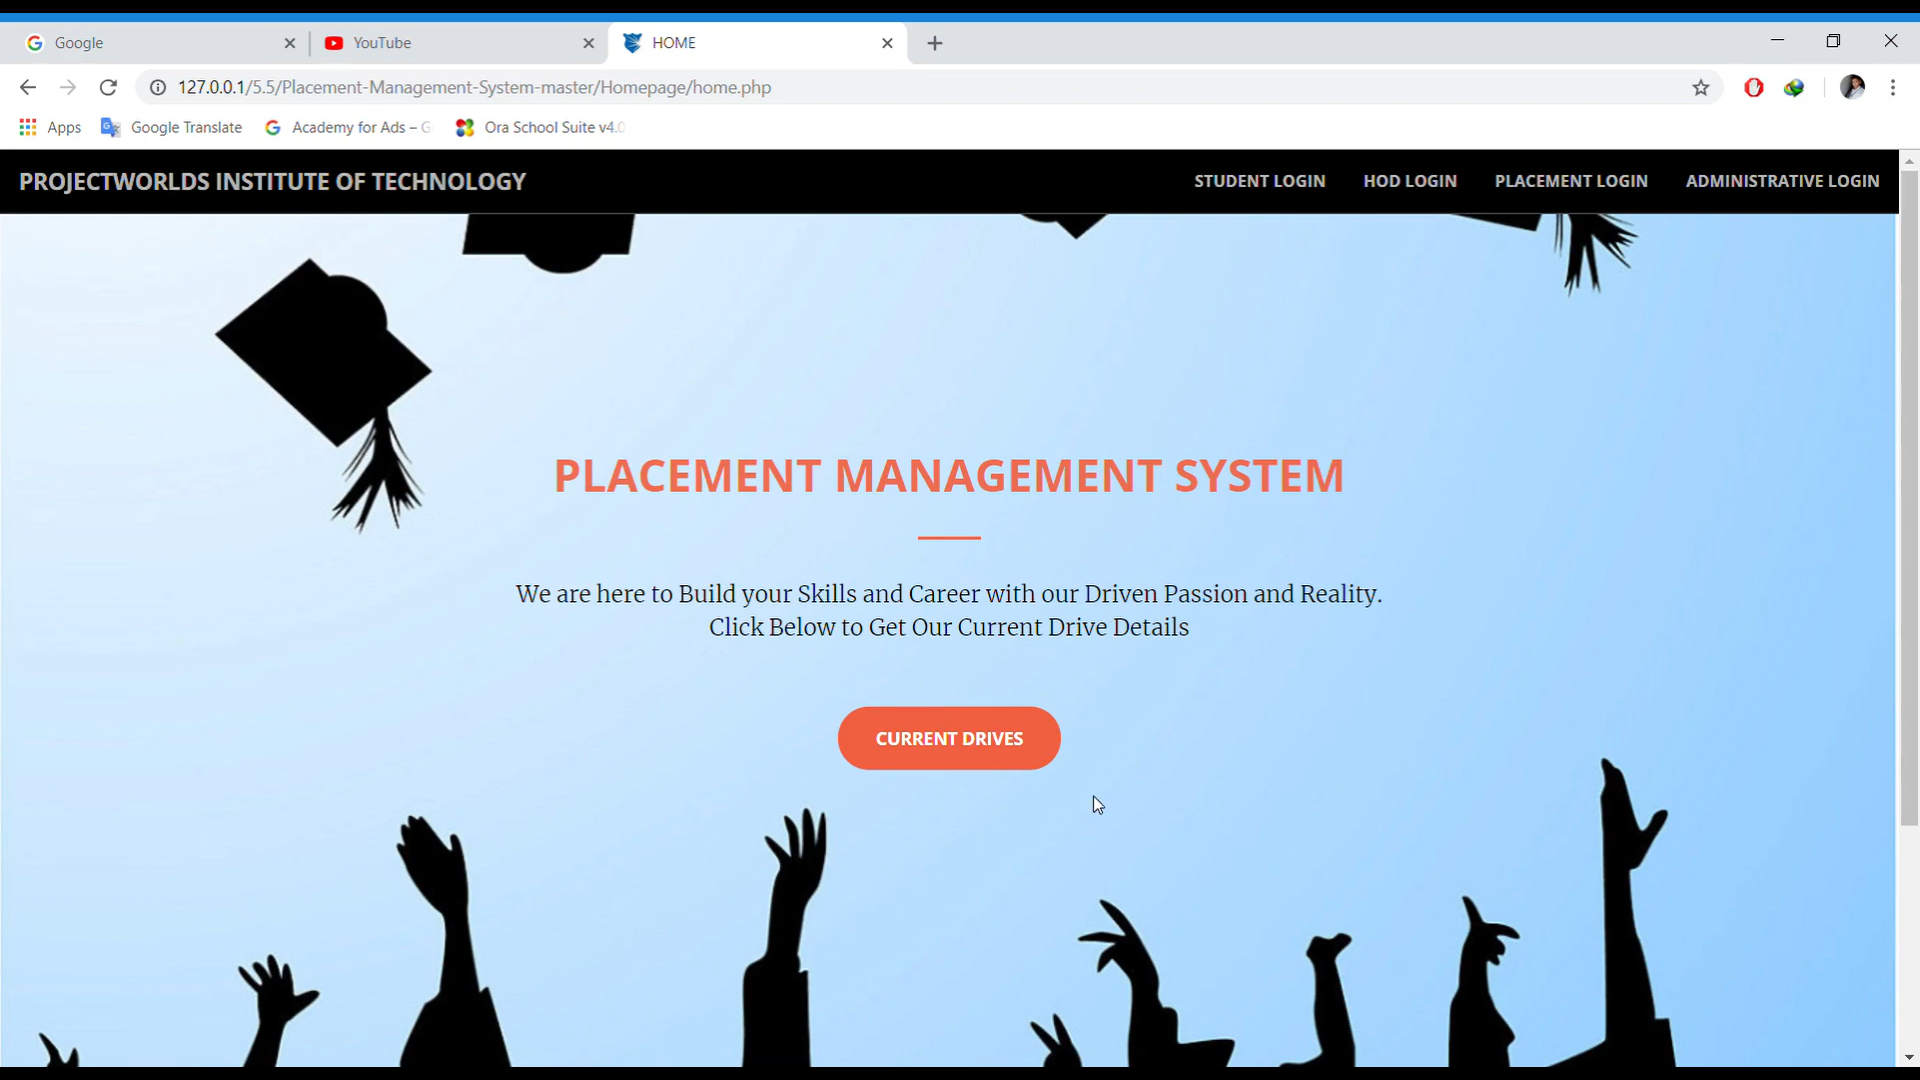 Google
YouTube
HOME
127.0.0.1/5.5/Placement-Management-System-master/Homepage/home.php
Apps
Google Translate
Academy for Ads – G
Ora School Suite v4.0
PROJECTWORLDS INSTITUTE OF TECHNOLOGY
STUDENT LOGIN
HOD LOGIN
PLACEMENT LOGIN
ADMINISTRATIVE LOGIN
PLACEMENT MANAGEMENT SYSTEM
We are here to Build your Skills and Career with our Driven Passion and Reality.
Click Below to Get Our Current Drive Details
CURRENT DRIVES